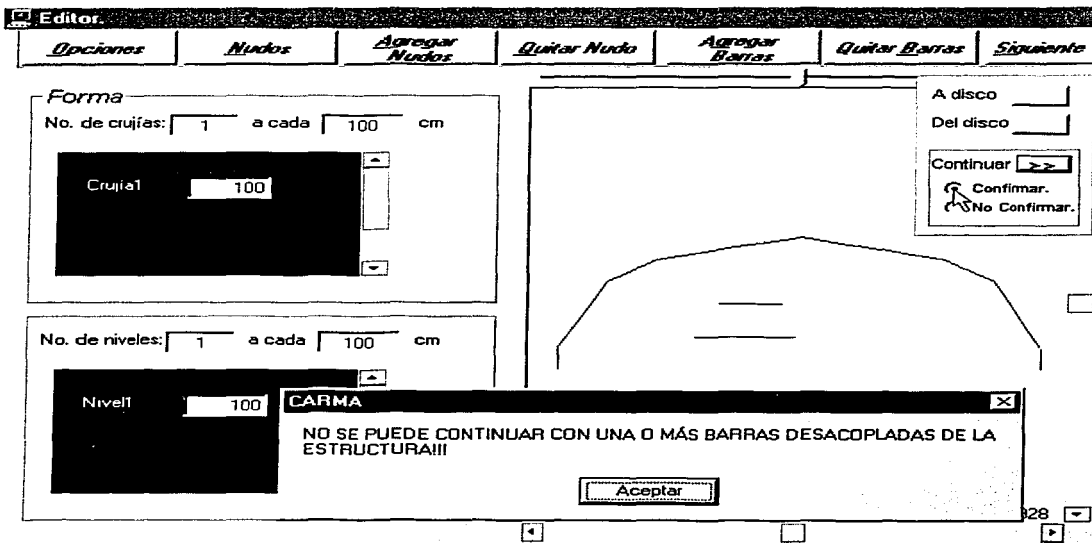 Editor.
Opciones
Nudos
Agregar Nudos
Quitar Nudo
Agregar Barras
Quitar Barras
Siguiente
Forma
No. de crujías: 1 a cada 100 cm
Crujia1 100
A disco
Del disco
Continuar >>
Confirmar.
No Confirmar.
No. de niveles: 1 a cada 100 cm
Nivel1 100
CARMA
NO SE PUEDE CONTINUAR CON UNA O MÁS BARRAS DESACOPLADAS DE LA
ESTRUCTURA!!!
Aceptar